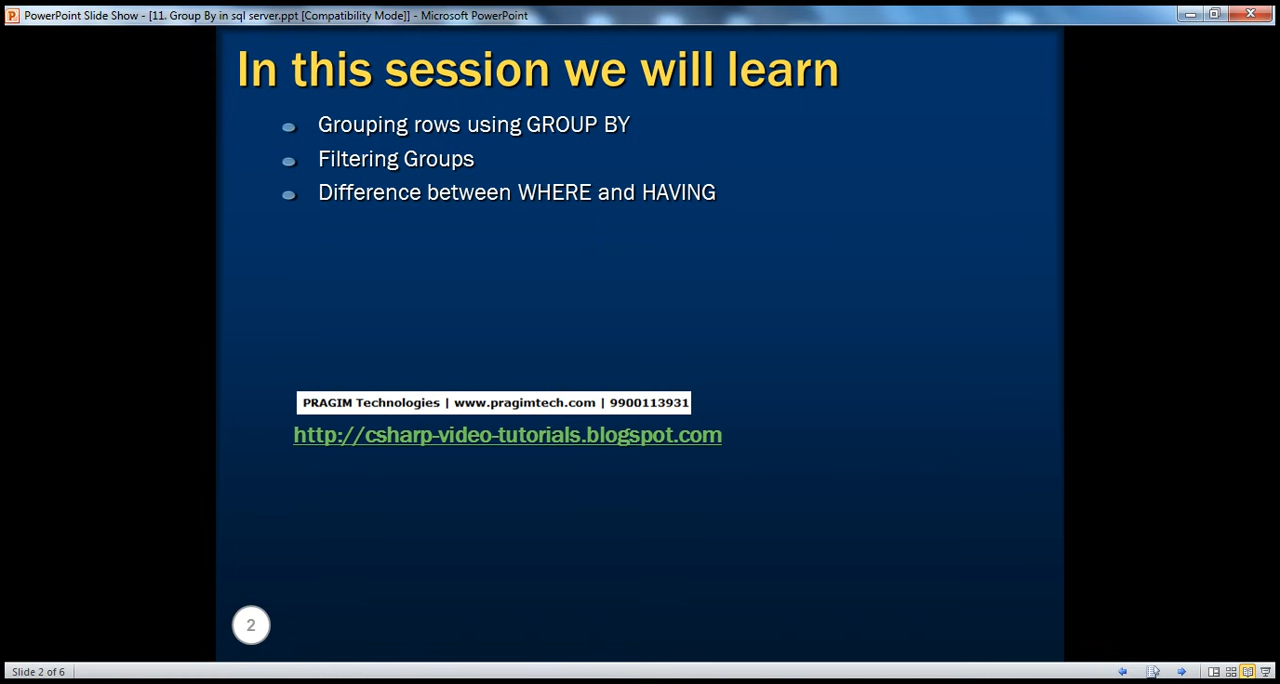 PowerPoint Slide Show - [11. Group By in sql server.ppt [Compatibility Mode]] - Microsoft PowerPoint
In this session we will learn
Grouping rows using GROUP BY
Filtering Groups
Difference between WHERE and HAVING
PRAGIM Technologies | www.pragimtech.com | 9900113931
http://csharp-video-tutorials.blogspot.com
2
Slide 2 of 6